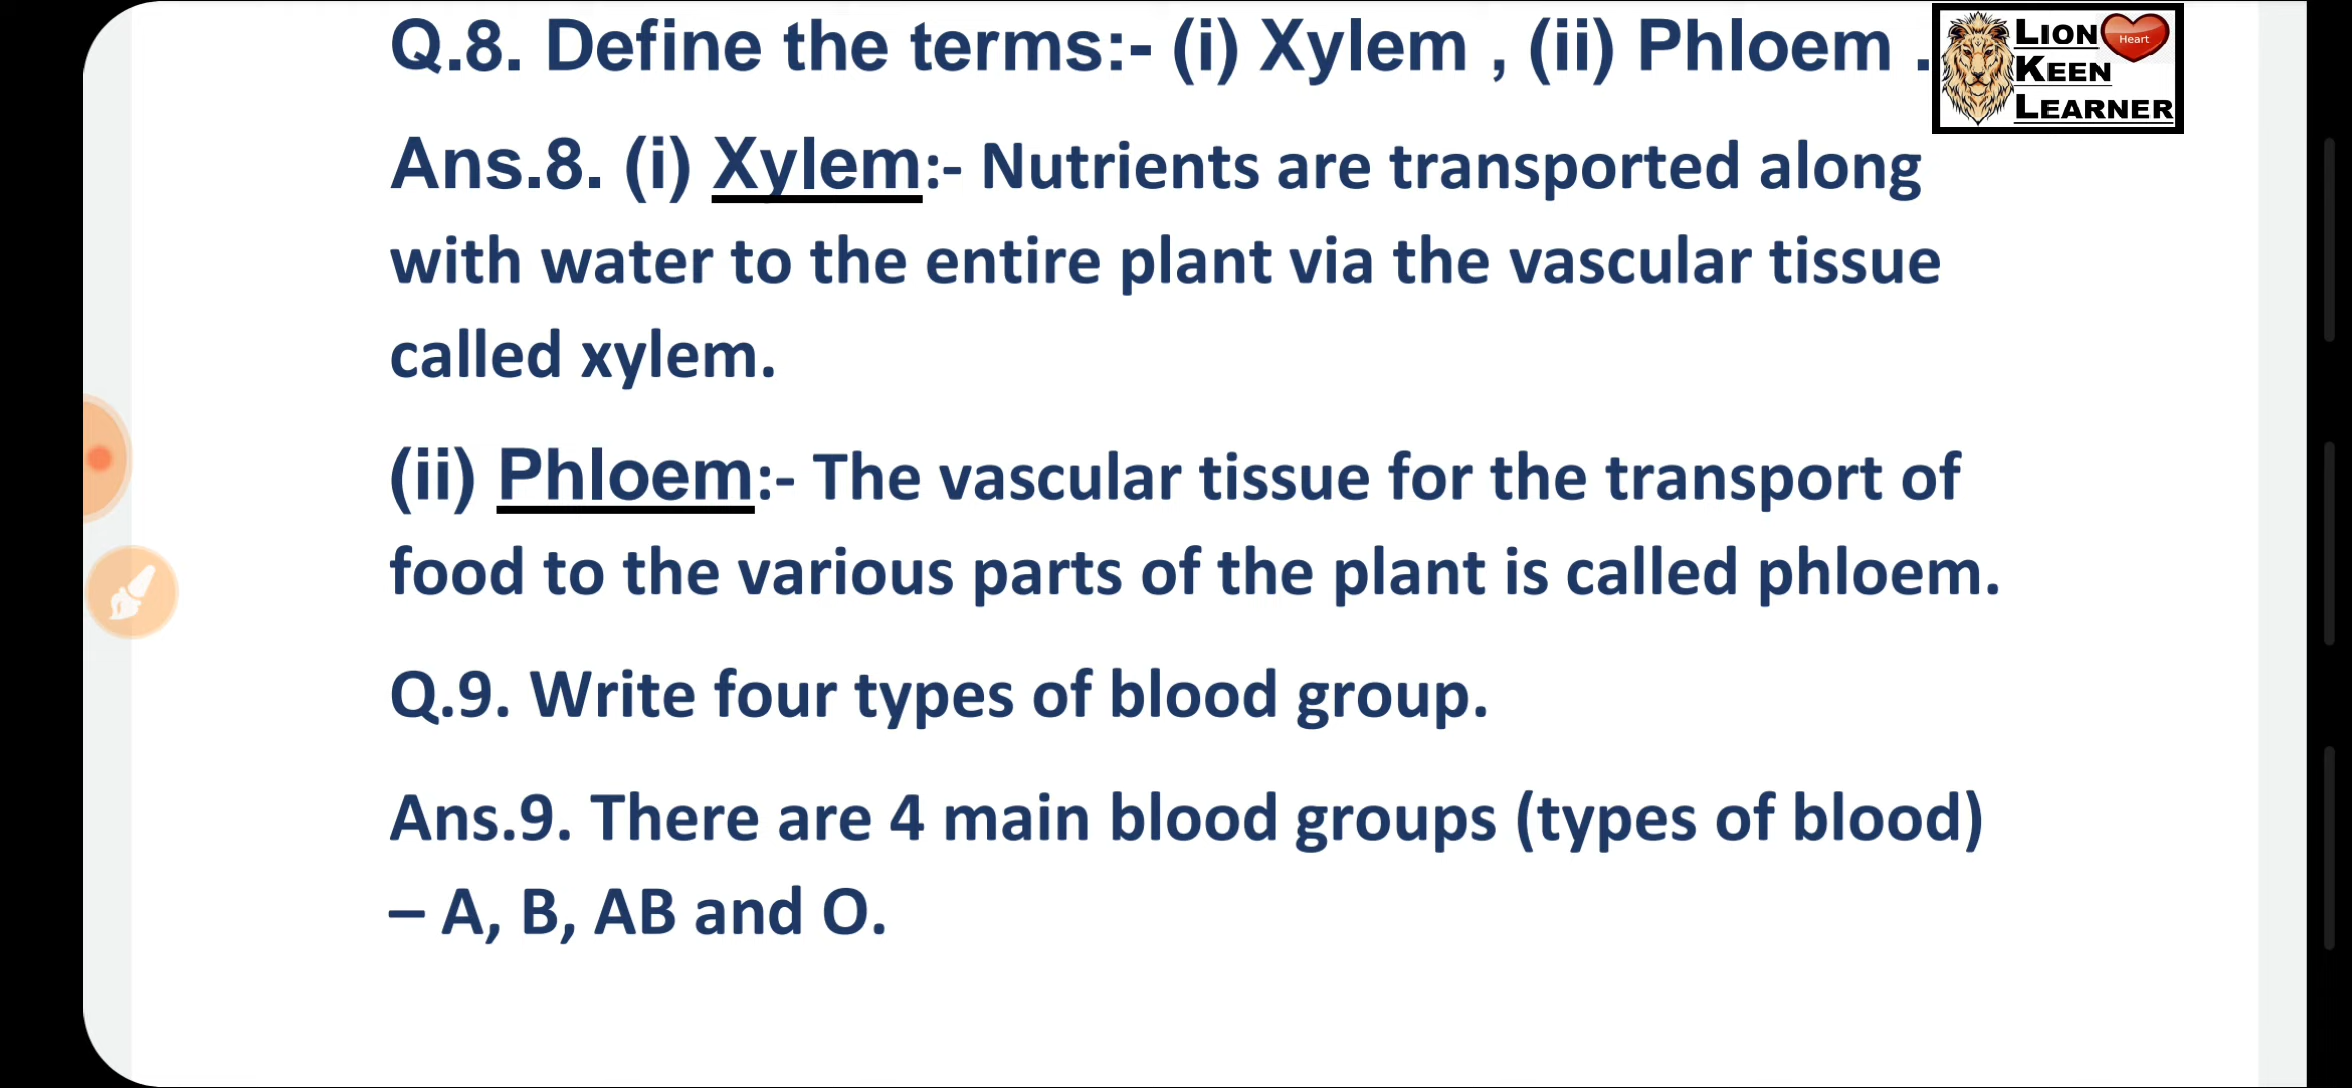 Q.8. Define the terms:- (i) Xylem , (ii) Phloem .
LION Heart
KEEN
LEARNER
Ans.8. (i) Xylem:- Nutrients are transported along
with water to the entire plant via the vascular tissue
called xylem.
(ii) Phloem:- The vascular tissue for the transport of
food to the various parts of the plant is called phloem.
Q.9. Write four types of blood group.
Ans.9. There are 4 main blood groups (types of blood)
– A, B, AB and O.